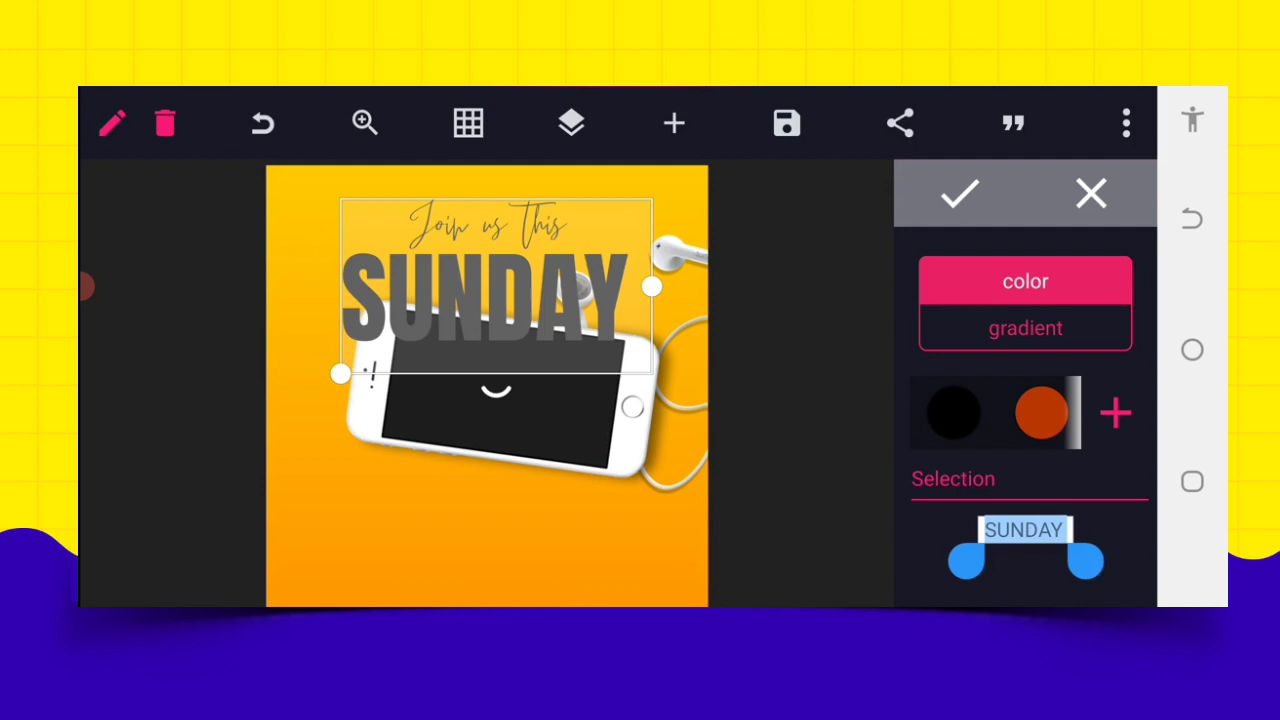 Join us This
SUNDAY
color
gradient
Selection
SUNDAY